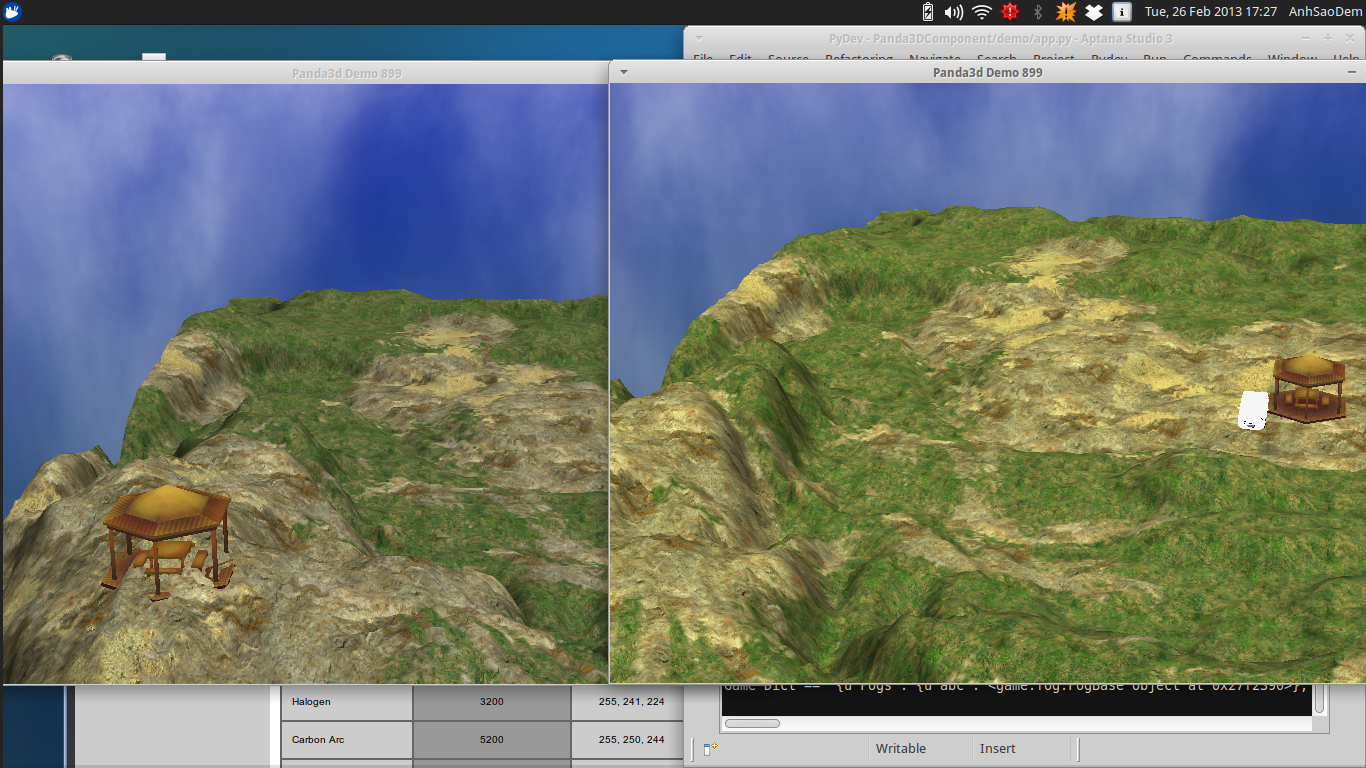 Tue, 26 Feb 2013 17:27 AnhSaoDem
PyDev - Panda3DComponent/demo/app.py - Aptana Studio 3
File Edit Source Refactoring Navigate Search Project Pydev Run Commands Window Help
Panda3d Demo 899
Panda3d Demo 899
Game Dict == {u'fogs': {u'abc': <game.fog.FogBase object at 0x27f2390>},
Halogen 3200 255, 241, 224
Carbon Arc 5200 255, 250, 244
Writable Insert